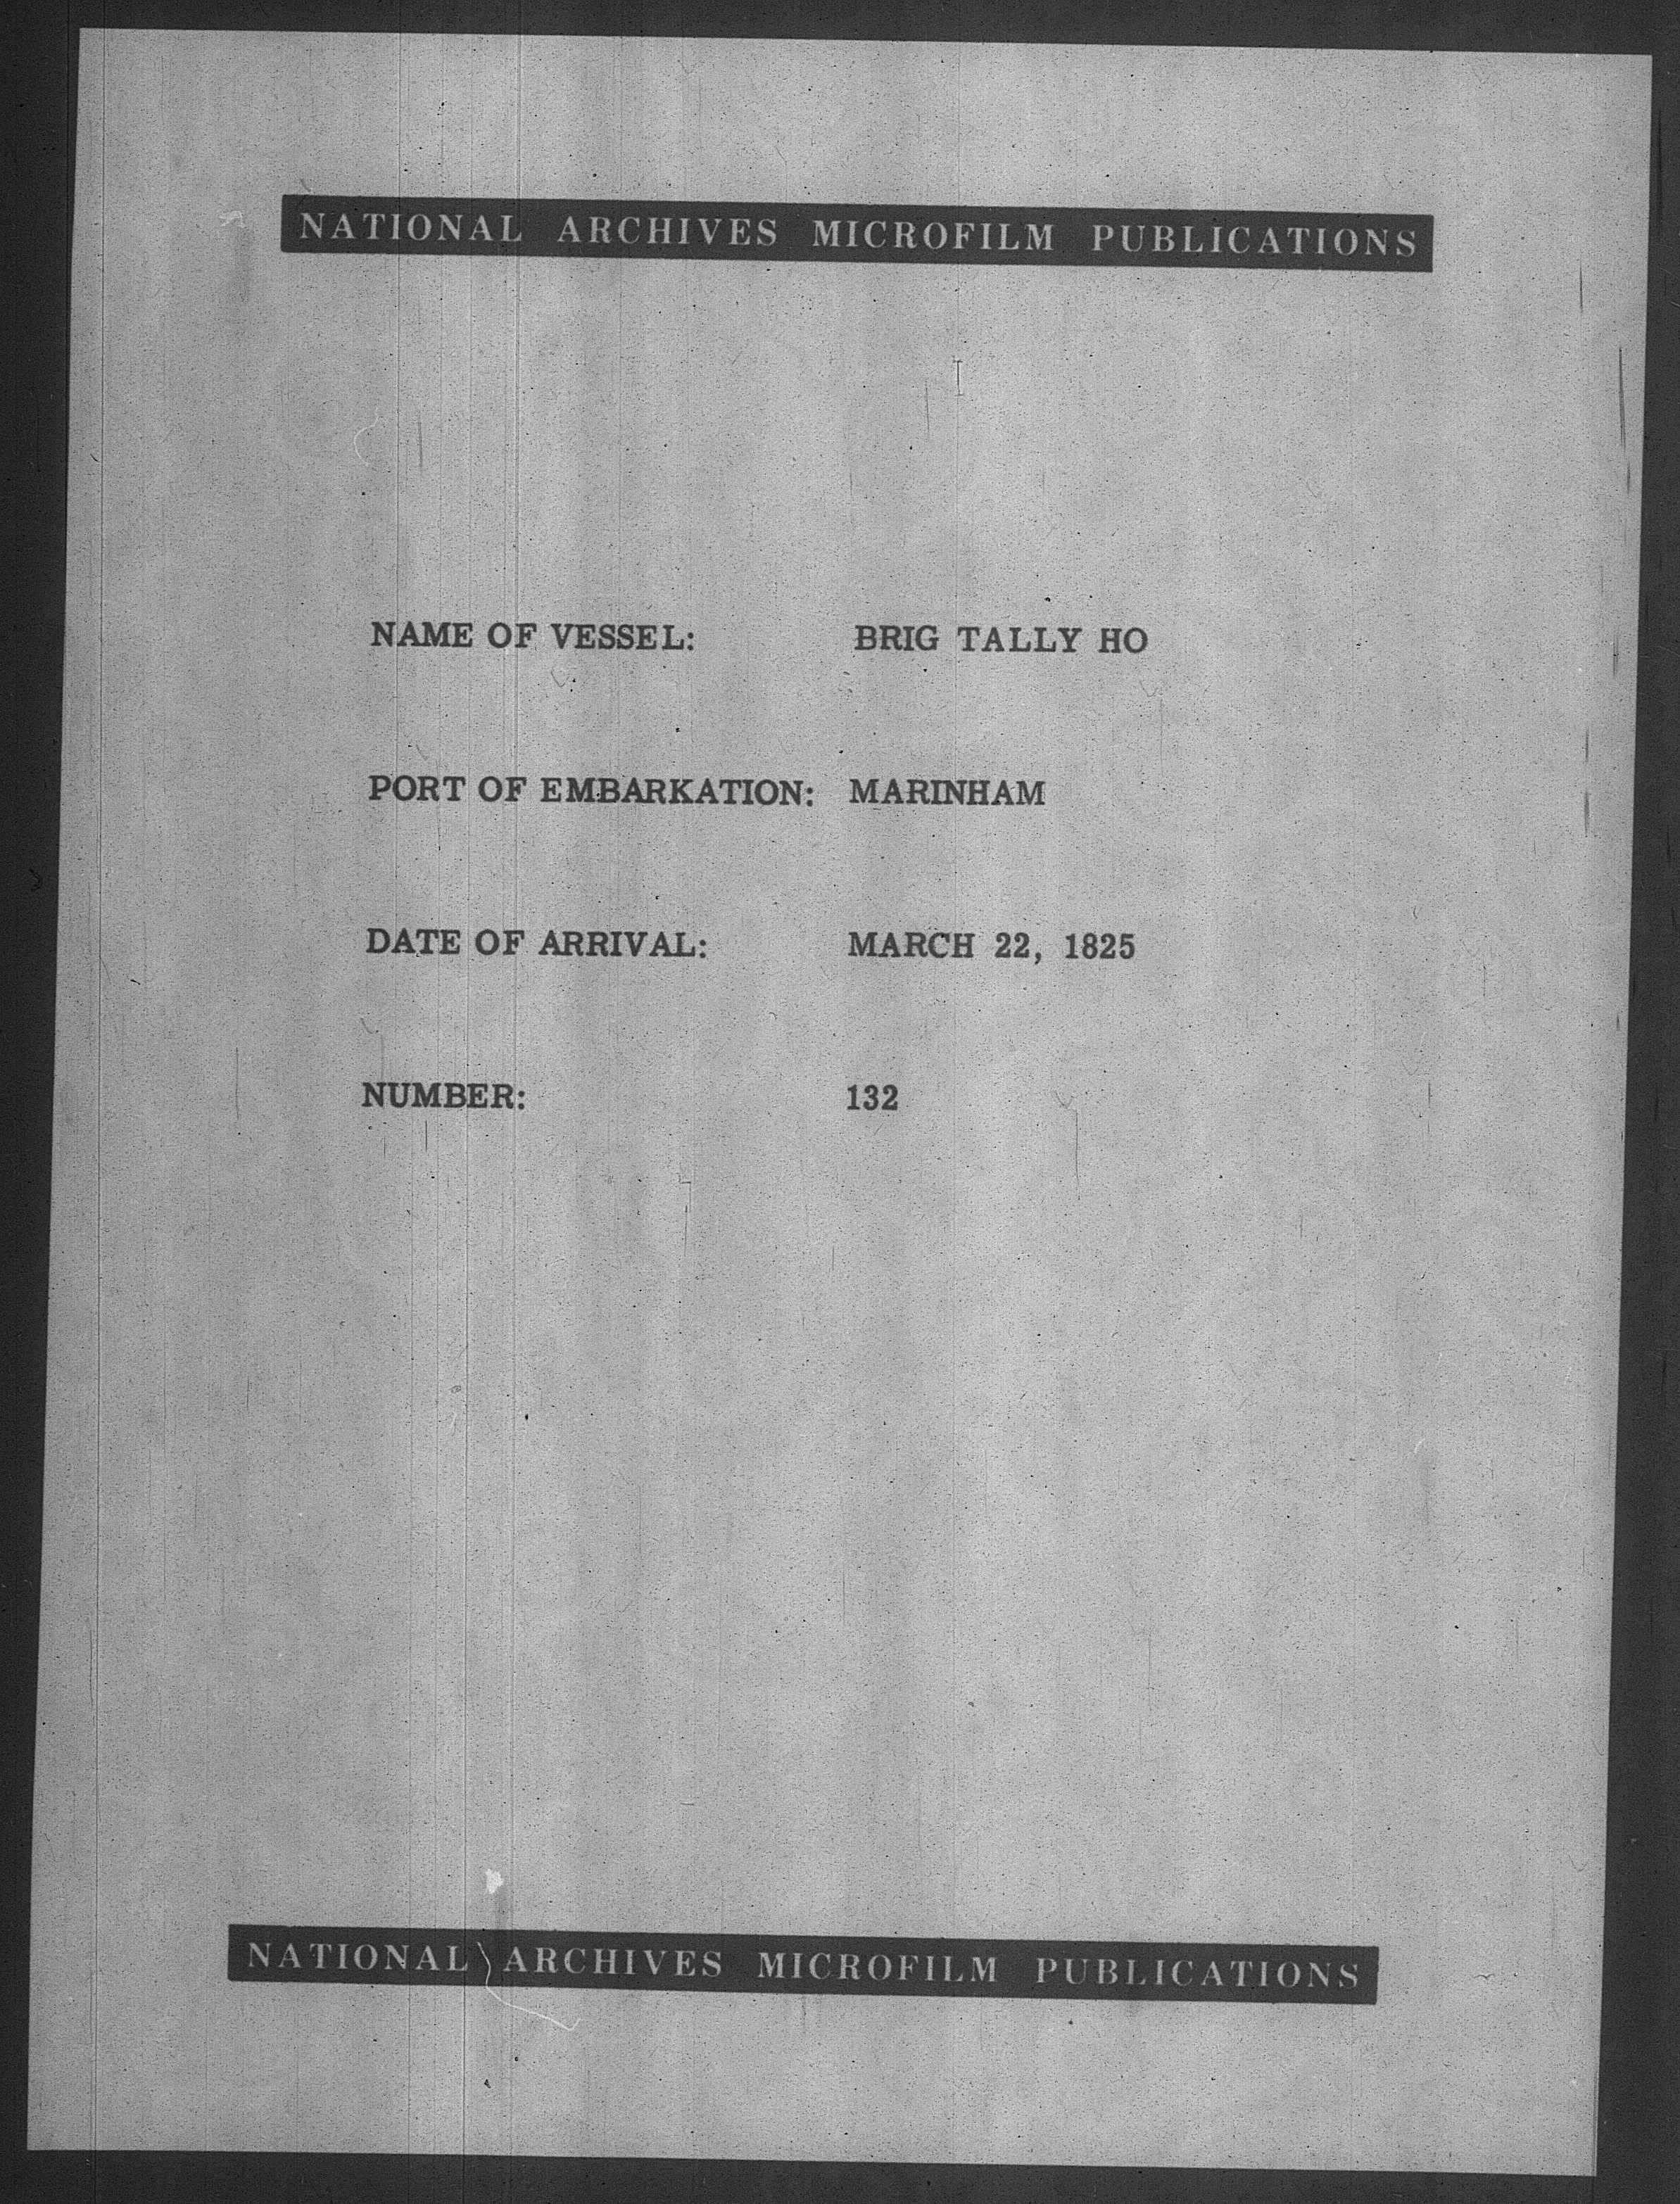 NATIONAL ARCHIVES MICROFILM PUBLICATIONS
NAME OF VESSEL: BRIG TALLY HO
PORT OF EMBARKATION: MARINHAM
DATE OF ARRIVAL: MARCH 22, 1825
NUMBER: 132
NATIONAL ARCHIVES MICROFILM PUBLICATIONS